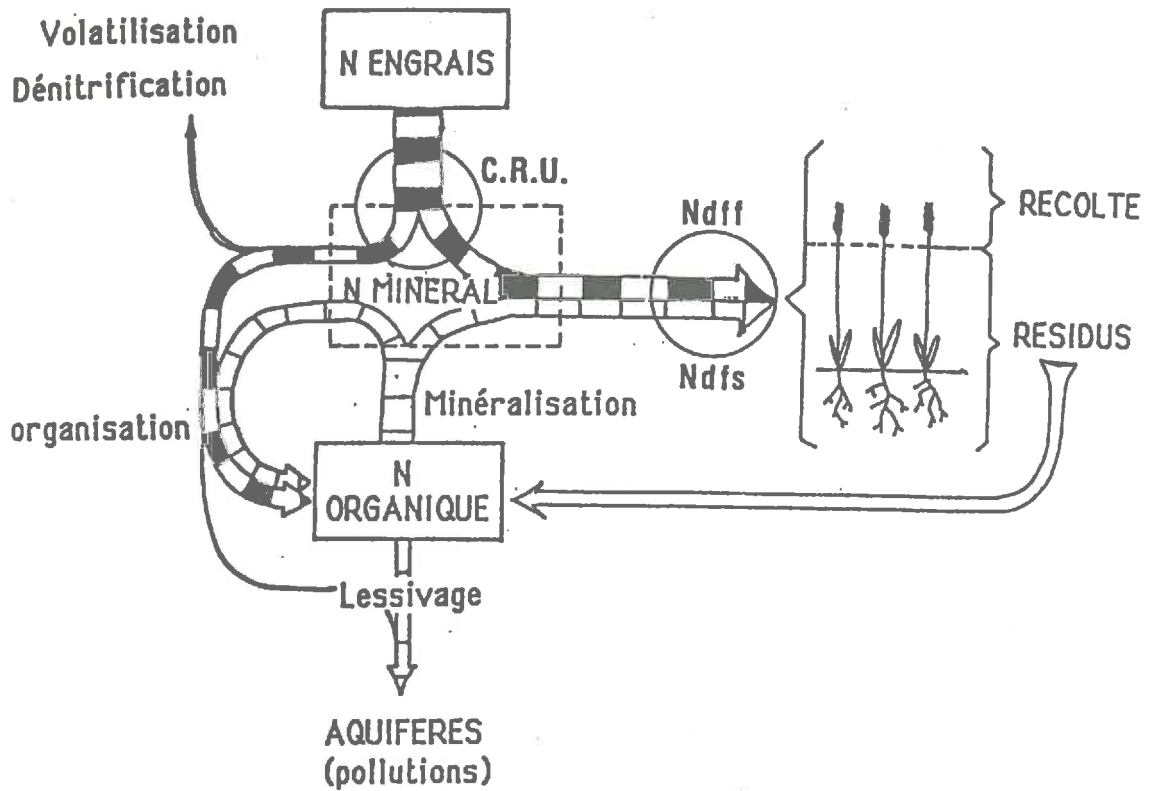 Volatilisation
Dénitrification
N ENGRAIS
C.R.U.
Ndff
RECOLTE
N MINERAL
RESIDUS
Ndfs
Minéralisation
organisation
N
ORGANIQUE
Lessivage
AQUIFERES
(pollutions)